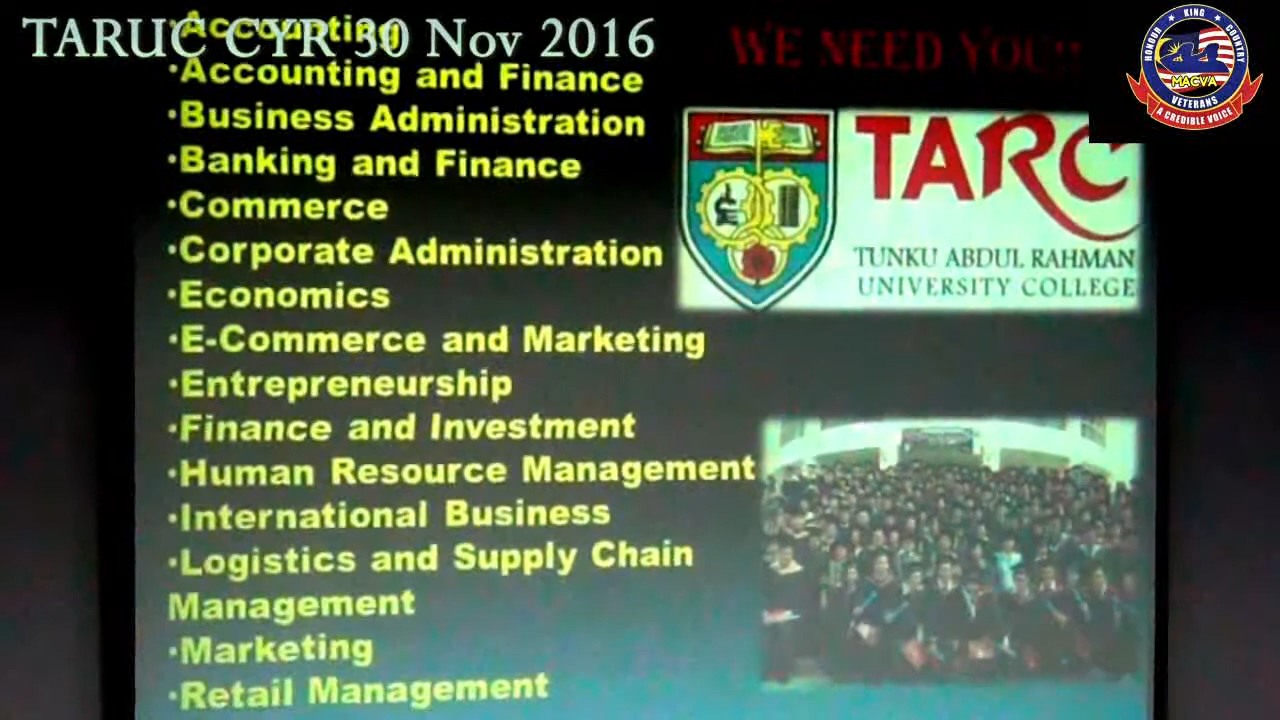 TARUC CYR 30 Nov 2016
·Accounting
·Accounting and Finance
·Business Administration
·Banking and Finance
·Commerce
·Corporate Administration
·Economics
·E-Commerce and Marketing
·Entrepreneurship
·Finance and Investment
·Human Resource Management
·International Business
·Logistics and Supply Chain
Management
·Marketing
·Retail Management
WE NEED YOU!!
TARC
TUNKU ABDUL RAHMAN
UNIVERSITY COLLEGE
HONOUR KING COUNTRY
MACVA
VETERANS
A CREDIBLE VOICE